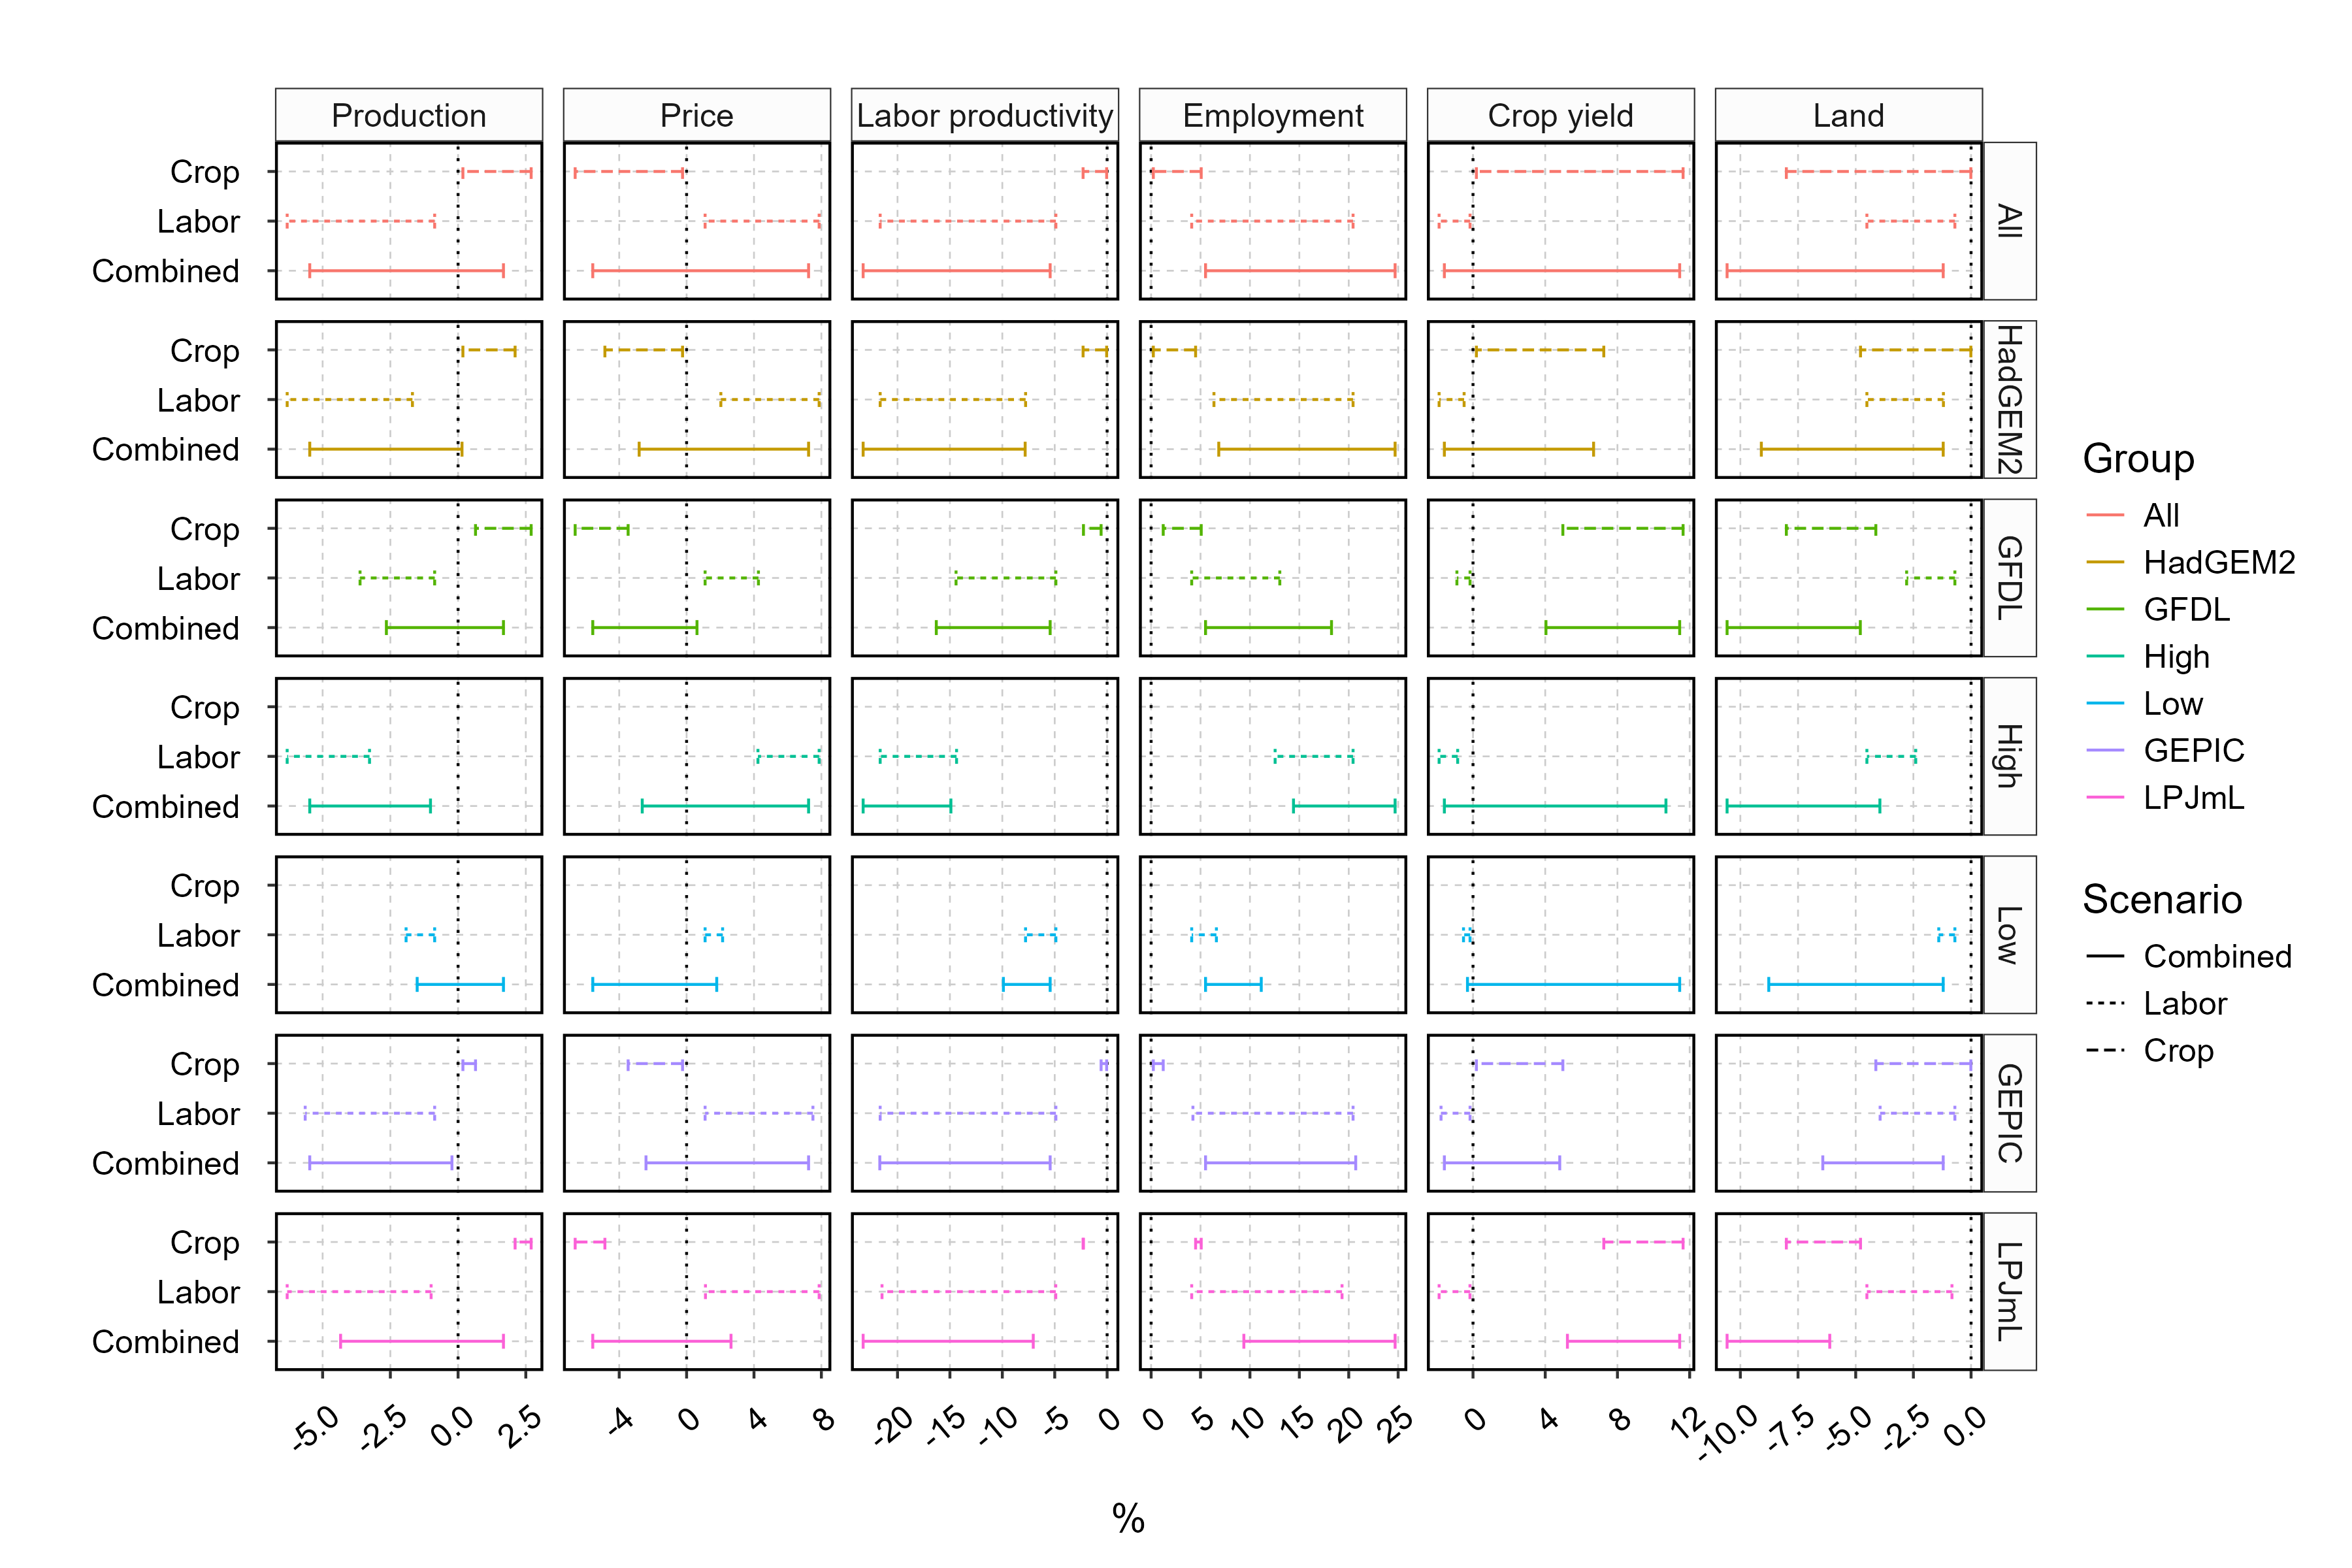 Production Price Labor productivity Employment Crop yield Land
Crop
Labor
Combined
All
Crop
Labor
Combined
HadGEM2
Crop
Labor
Combined
GFDL
Crop
Labor
Combined
High
Crop
Labor
Combined
Low
Crop
Labor
Combined
GEPIC
Crop
Labor
Combined
LPJmL
-5.0 -2.5 0.0 2.5 -4 0 4 8 -20 -15 -10 -5 0 0 5 10 15 20 25 0 4 8 12 -10.0 -7.5 -5.0 -2.5 0.0
%
Group
All
HadGEM2
GFDL
High
Low
GEPIC
LPJmL
Scenario
Combined
Labor
Crop